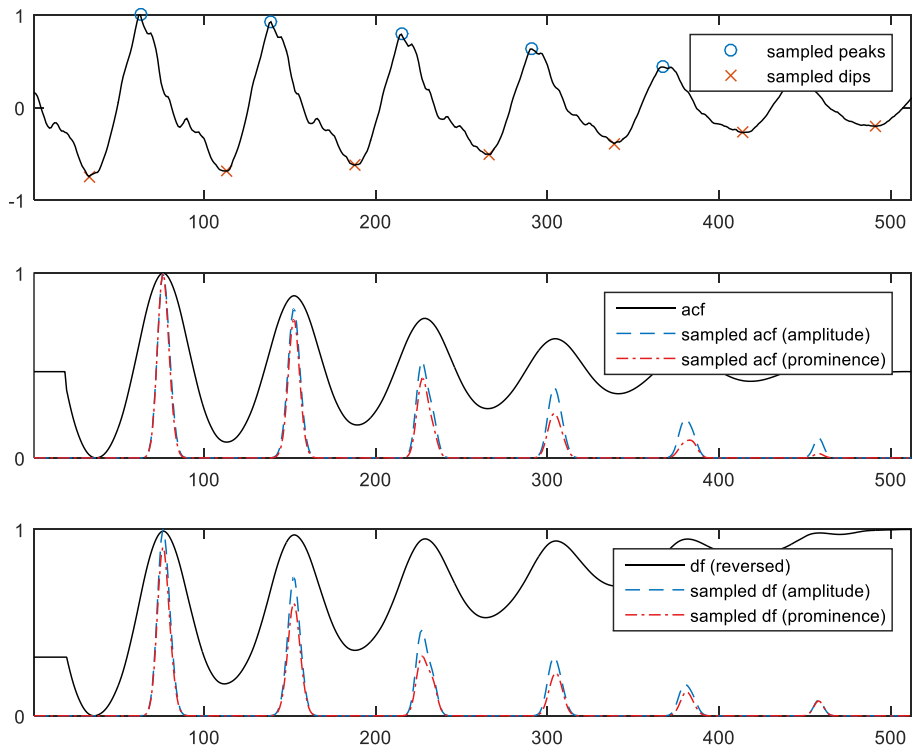 1
sampled peaks
sampled dips
0
-1
100
200
300
400
500
1
acf
sampled acf (amplitude)
sampled acf (prominence)
0
100
200
300
400
500
1
df (reversed)
sampled df (amplitude)
sampled df (prominence)
0
100
200
300
400
500